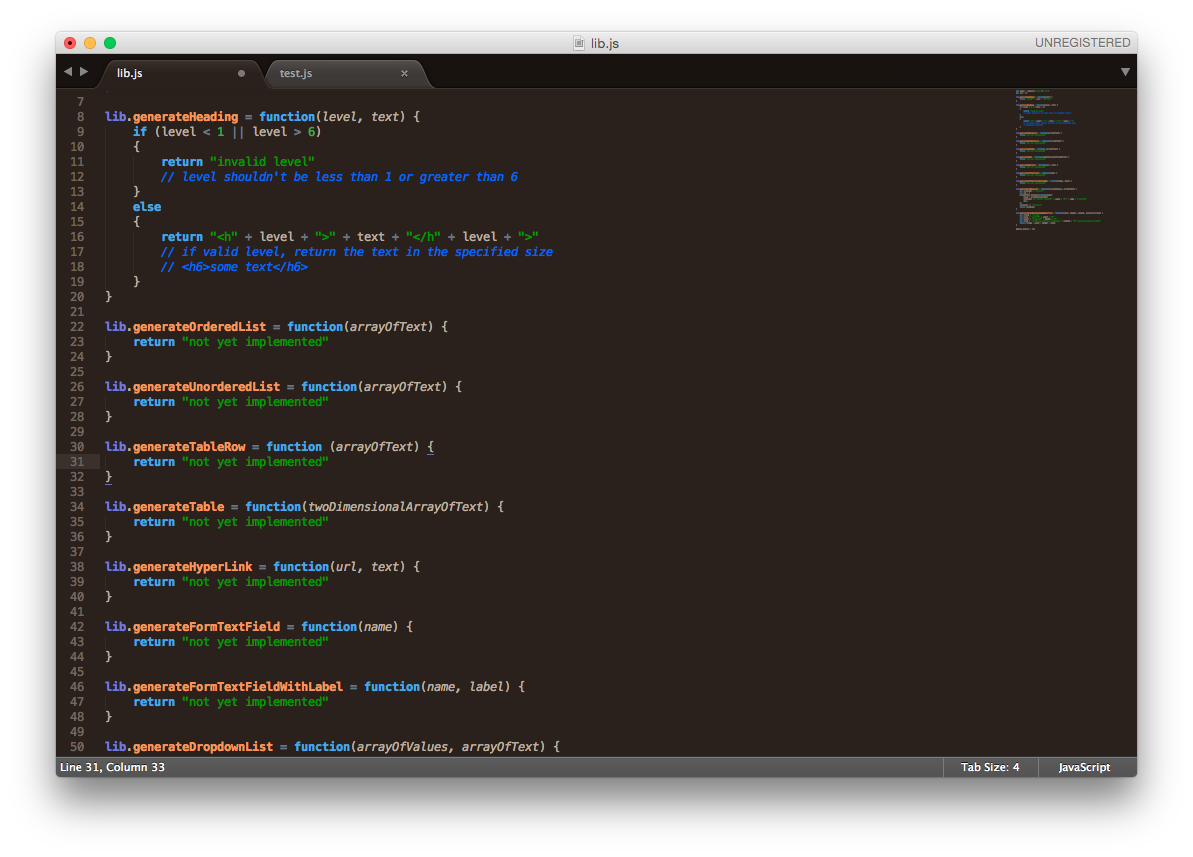 lib.js
UNREGISTERED
lib.js
test.js
7
8 lib.generateHeading = function(level, text) {
9     if (level < 1 || level > 6)
10     {
11         return "invalid level"
12         // level shouldn't be less than 1 or greater than 6
13     }
14     else
15     {
16         return "<h" + level + ">" + text + "</h" + level + ">"
17         // if valid level, return the text in the specified size
18         // <h6>some text</h6>
19     }
20 }
21
22 lib.generateOrderedList = function(arrayOfText) {
23     return "not yet implemented"
24 }
25
26 lib.generateUnorderedList = function(arrayOfText) {
27     return "not yet implemented"
28 }
29
30 lib.generateTableRow = function (arrayOfText) {
31     return "not yet implemented"
32 }
33
34 lib.generateTable = function(twoDimensionalArrayOfText) {
35     return "not yet implemented"
36 }
37
38 lib.generateHyperLink = function(url, text) {
39     return "not yet implemented"
40 }
41
42 lib.generateFormTextField = function(name) {
43     return "not yet implemented"
44 }
45
46 lib.generateFormTextFieldWithLabel = function(name, label) {
47     return "not yet implemented"
48 }
49
50 lib.generateDropdownList = function(arrayOfValues, arrayOfText) {
Line 31, Column 33
Tab Size: 4
JavaScript